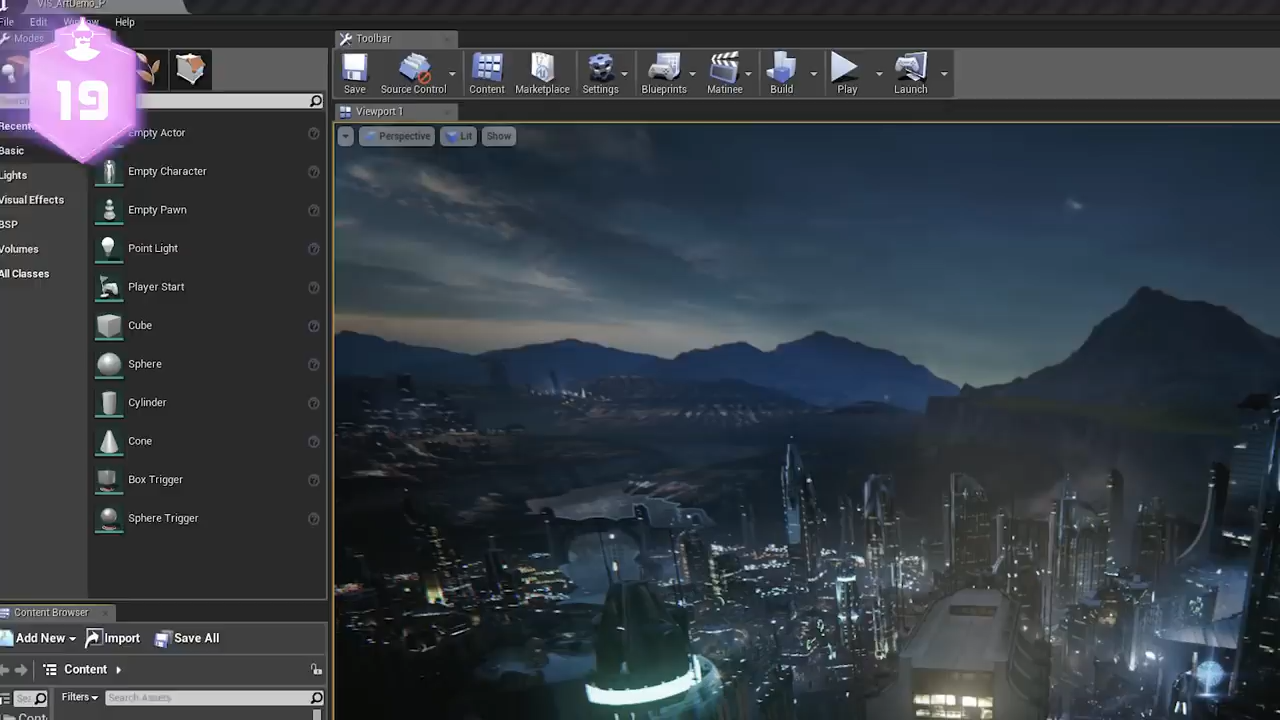 VIS_ArtDemo_P
File Edit Window Help
Modes
Toolbar
19
Save
Source Control
Content
Marketplace
Settings
Blueprints
Matinee
Build
Play
Launch
Viewport 1
Perspective
Lit
Show
Recent
Basic
Lights
Visual Effects
BSP
Volumes
All Classes
Empty Actor
Empty Character
Empty Pawn
Point Light
Player Start
Cube
Sphere
Cylinder
Cone
Box Trigger
Sphere Trigger
Content Browser
Add New
Import
Save All
Content
Filters
Search Assets